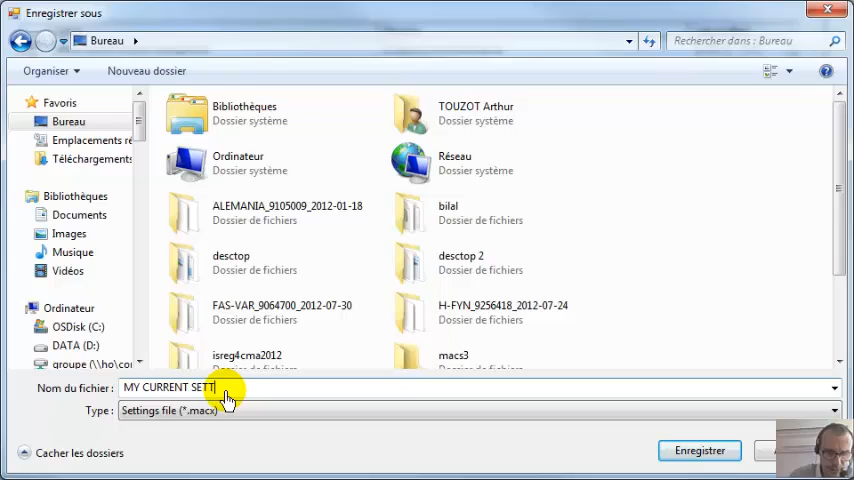 Enregistrer sous
Bureau
Rechercher dans : Bureau
Organiser
Nouveau dossier
Favoris
Bureau
Emplacements ré
Téléchargements
Bibliothèques
Documents
Images
Musique
Vidéos
Ordinateur
OSDisk (C:)
DATA (D:)
groupe (\\ho\con
Bibliothèques
Dossier système
TOUZOT Arthur
Dossier système
Ordinateur
Dossier système
Réseau
Dossier système
ALEMANIA_9105009_2012-01-18
Dossier de fichiers
bilal
Dossier de fichiers
desctop
Dossier de fichiers
desctop 2
Dossier de fichiers
FAS-VAR_9064700_2012-07-30
Dossier de fichiers
H-FYN_9256418_2012-07-24
Dossier de fichiers
isreg4cma2012
Dossier de fichiers
macs3
Dossier de fichiers
Nom du fichier : MY CURRENT SETT
Type : Settings file (*.macx)
Cacher les dossiers
Enregistrer